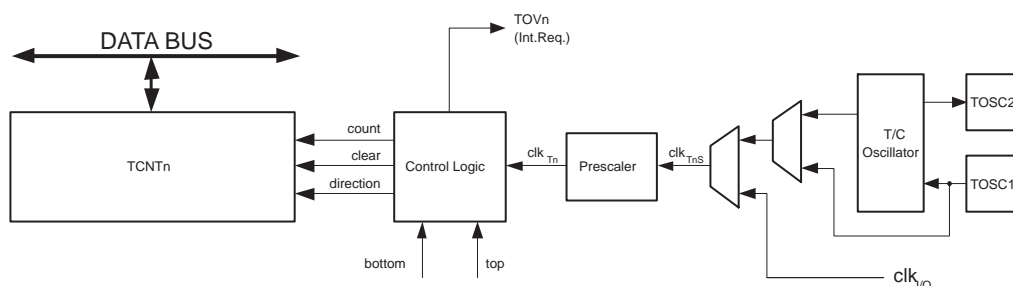 DATA BUS
TOVn
(Int.Req.)
TCNTn
count
clear
direction
Control Logic
clk Tn
Prescaler
clk TnS
T/C
Oscillator
TOSC2
TOSC1
bottom
top
clk I/O